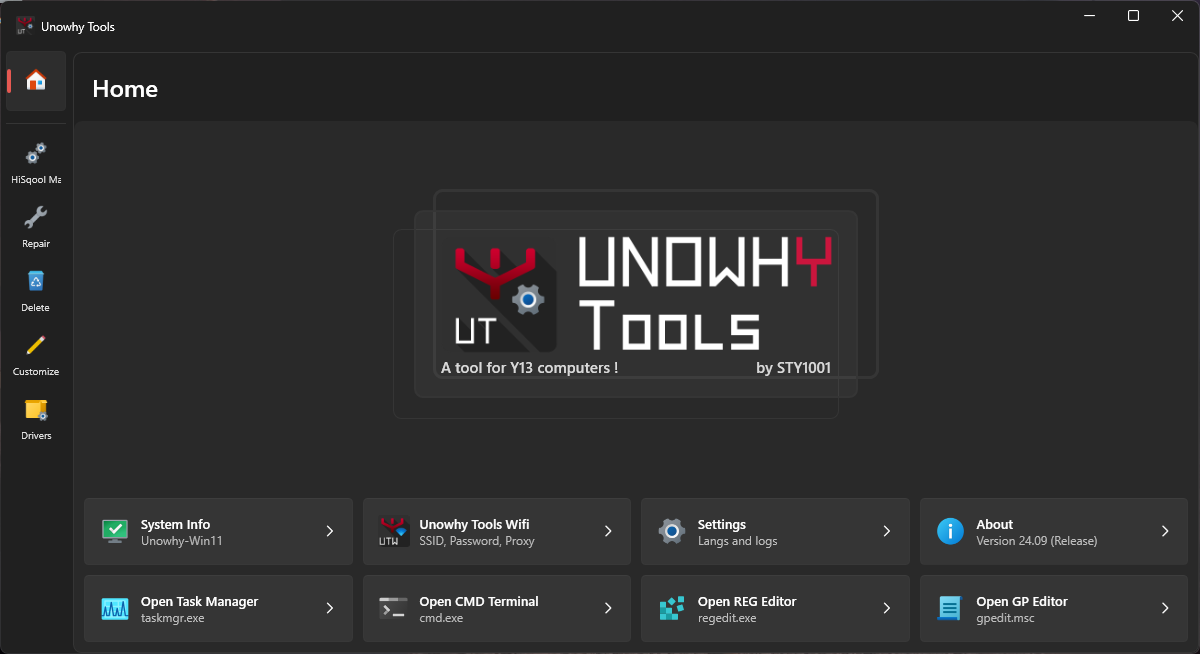 Unowhy Tools
Home
HiSqool Ma
Repair
Delete
Customize
Drivers
UT
UNOWHY
TOOLS
A tool for Y13 computers !
by STY1001
System Info
Unowhy-Win11
UTW
Unowhy Tools Wifi
SSID, Password, Proxy
Settings
Langs and logs
About
Version 24.09 (Release)
Open Task Manager
taskmgr.exe
Open CMD Terminal
cmd.exe
Open REG Editor
regedit.exe
Open GP Editor
gpedit.msc